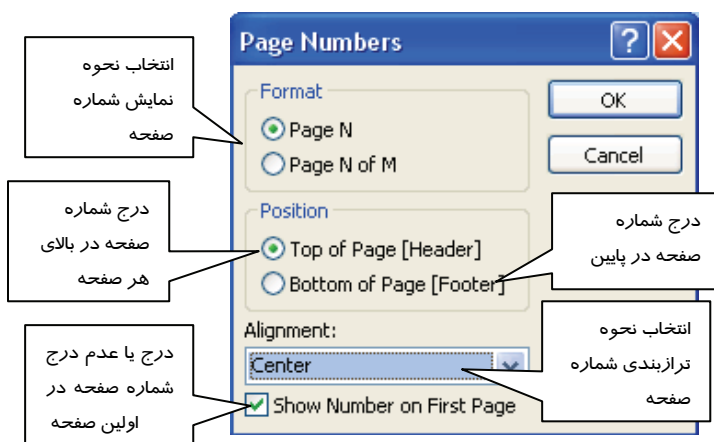 Page Numbers
انتخاب نحوه
نمایش شماره
صفحه
Format
Page N
Page N of M
OK
Cancel
درج شماره
صفحه در بالای
هر صفحه
Position
Top of Page [Header]
Bottom of Page [Footer]
درج شماره
صفحه در پایین
Alignment:
Center
انتخاب نحوه
ترازبندی شماره
صفحه
درج یا عدم درج
شماره صفحه در
اولین صفحه
Show Number on First Page